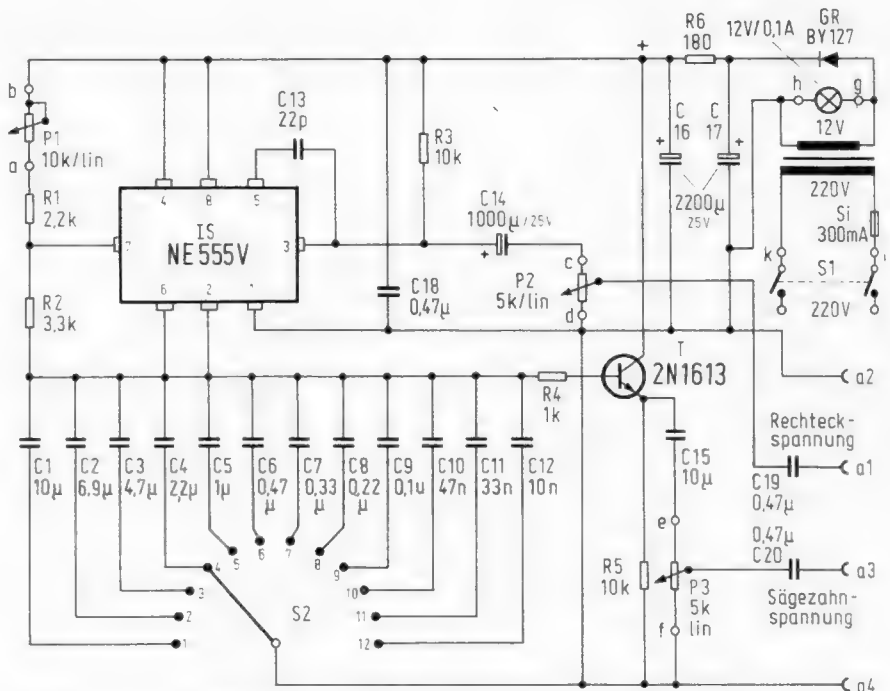 b
P1
10k/lin
a
R1
2,2k
R2
3,3k
C13
22p
4
8
5
IS
NE555V
7
3
6
2
1
R3
10k
C14
1000µ/25V
+
C18
0,47µ
P2
5k/lin
c
d
+
R6
180
12V/0,1A
GR
BY127
h
g
12V
C
16
C
17
+
+
2200µ
25V
220V
Si
300mA
k
S1
220V
T
2N1613
R4
1k
a2
Rechteck-
spannung
a1
C19
0,47µ
0,47µ
C20
a3
Sägezahn-
spannung
C15
10µ
e
R5
10k
P3
5k
lin
f
a4
C1
10µ
C2
6,9µ
C3
4,7µ
C4
2,2µ
C5
1µ
C6
0,47
µ
C7
0,33
µ
C8
0,22
µ
C9
0,1u
C10
47n
C11
33n
C12
10n
1
2
3
4
5
6
7
8
9
10
11
12
S2